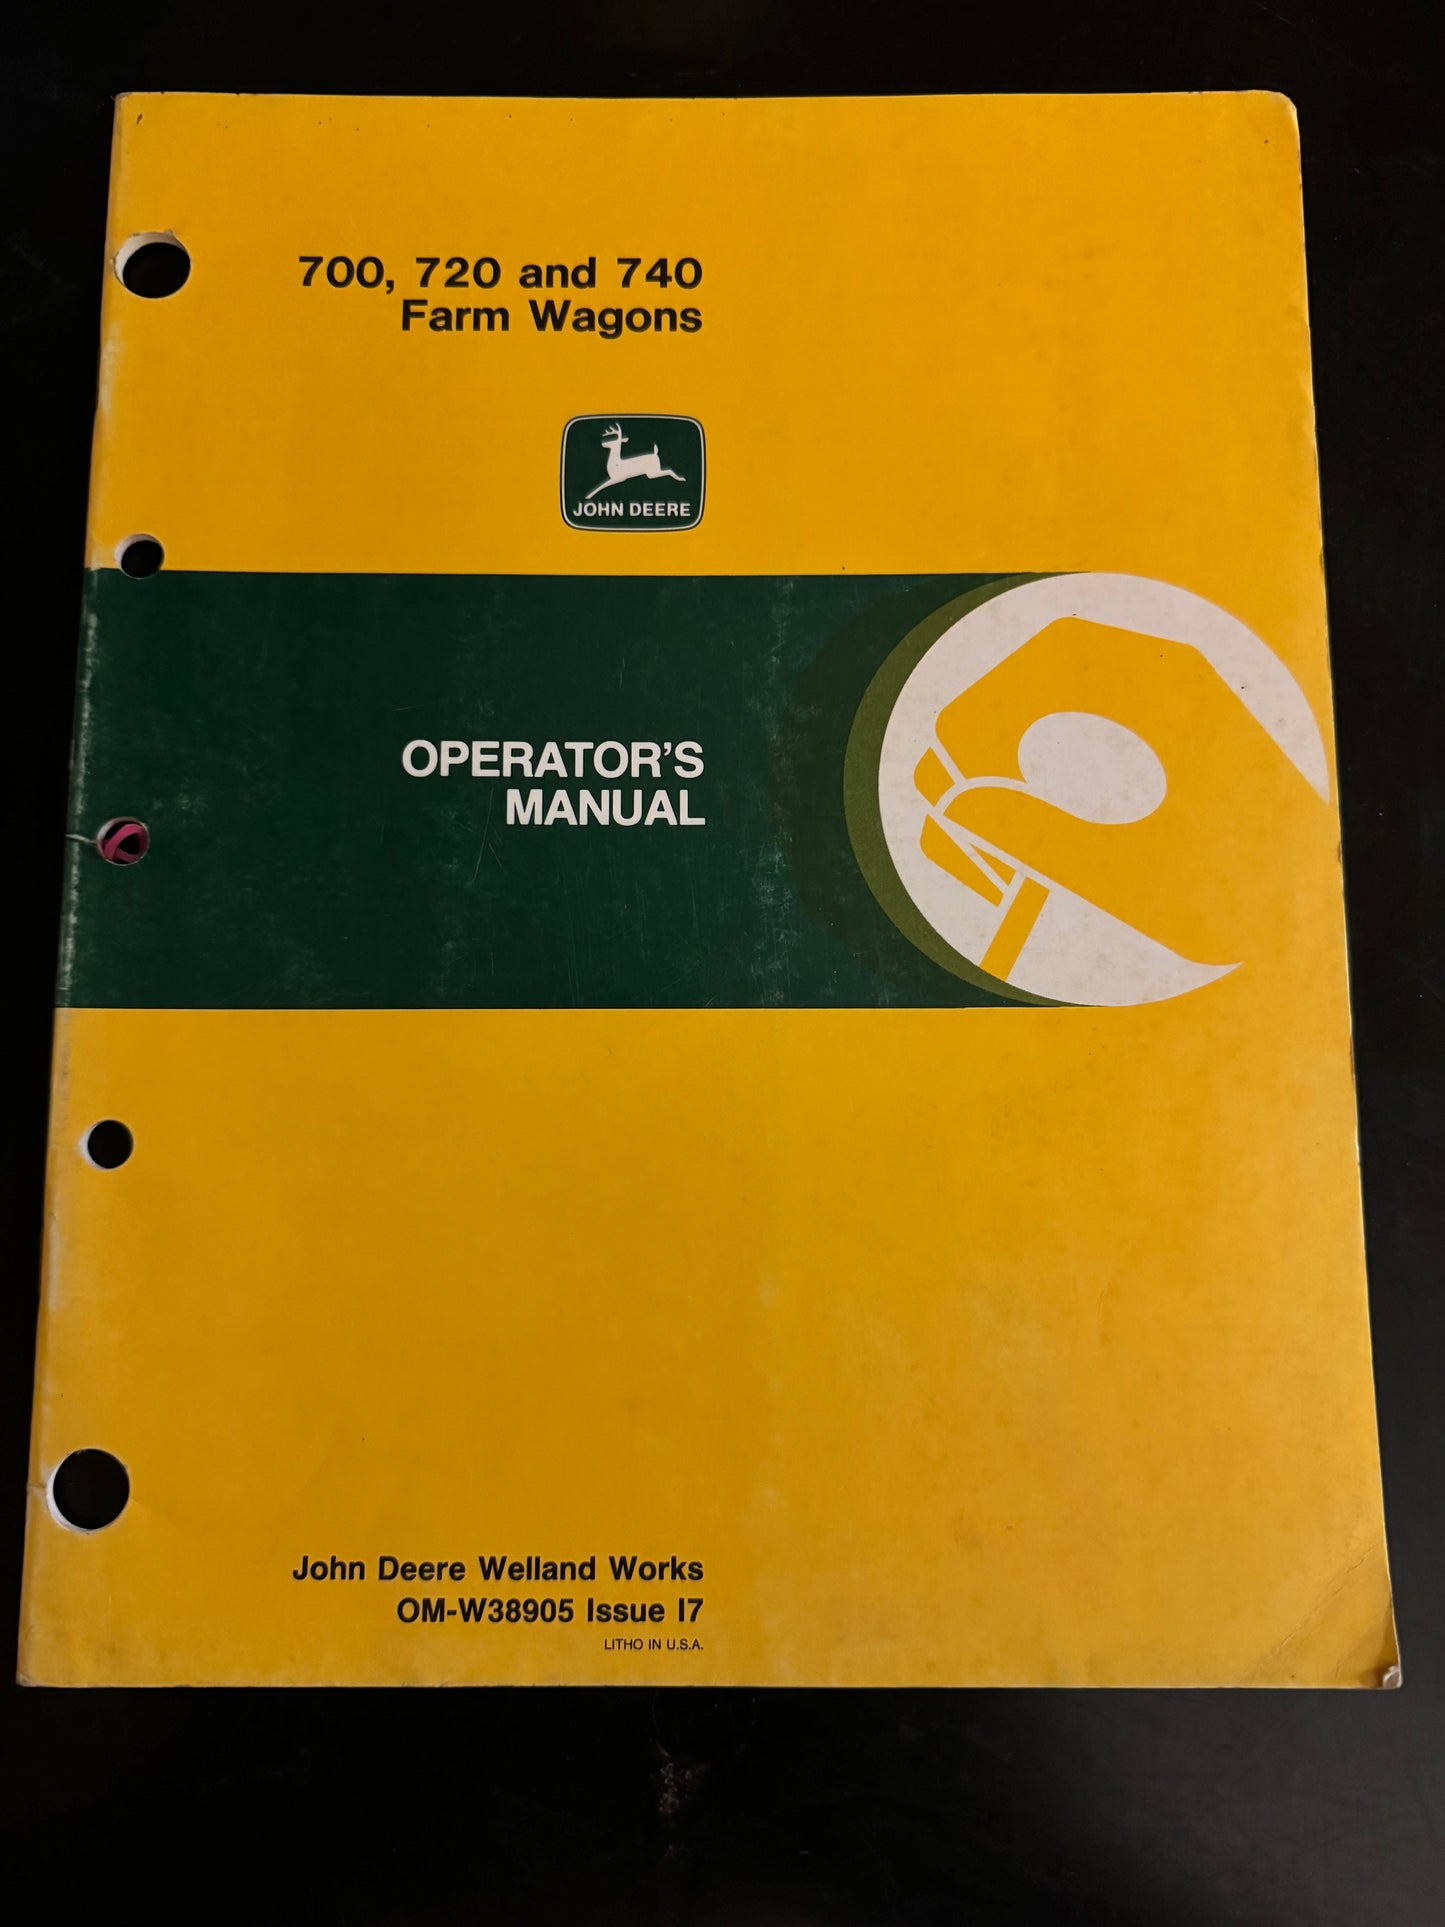 700, 720 and 740
Farm Wagons
JOHN DEERE
OPERATOR'S
MANUAL
John Deere Welland Works
OM-W38905 Issue I7
LITHO IN U.S.A.